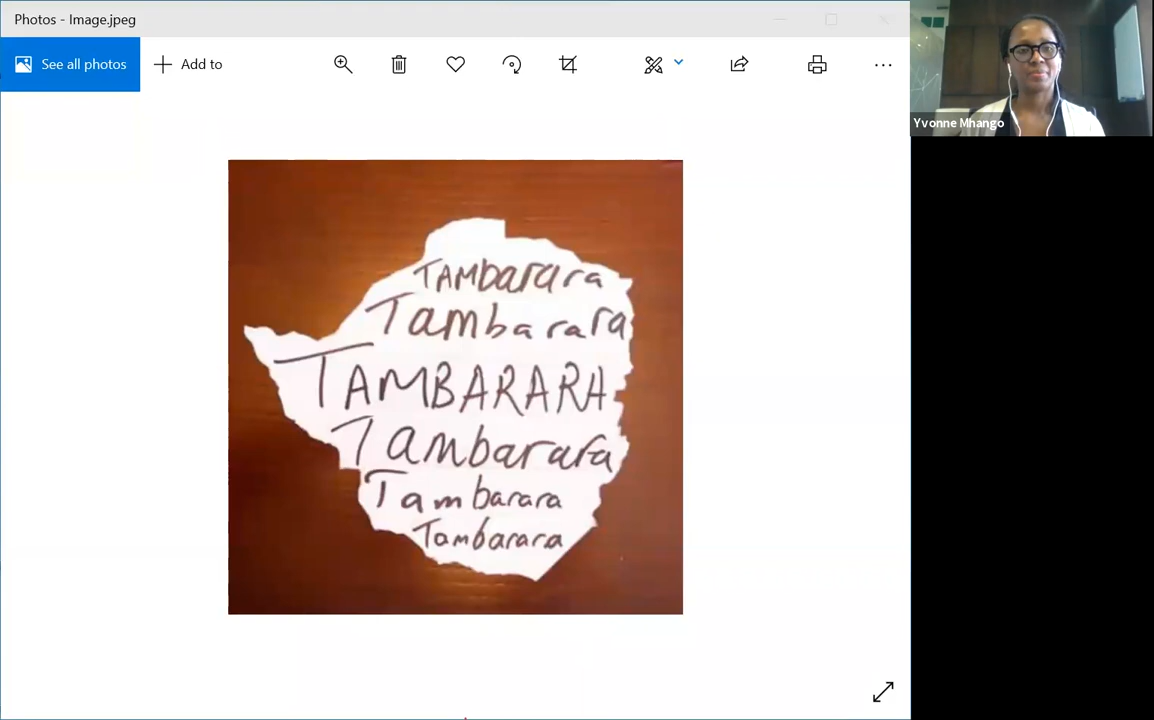 Photos - Image.jpeg
See all photos
Add to
Yvonne Mhango
TAMbarara
Tambarara
TAMBARARA
Tambarara
Tambarara
Tambarara